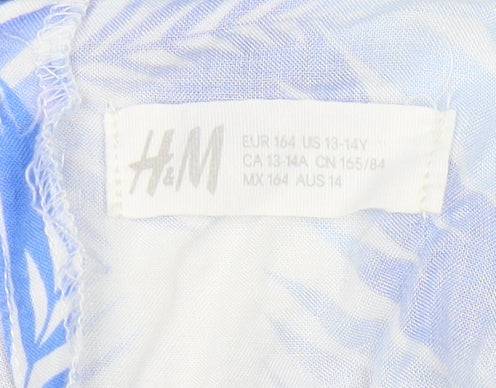 H&M
EUR 164 US 13-14Y
CA 13-14A CN 165/84
MX 164 AUS 14